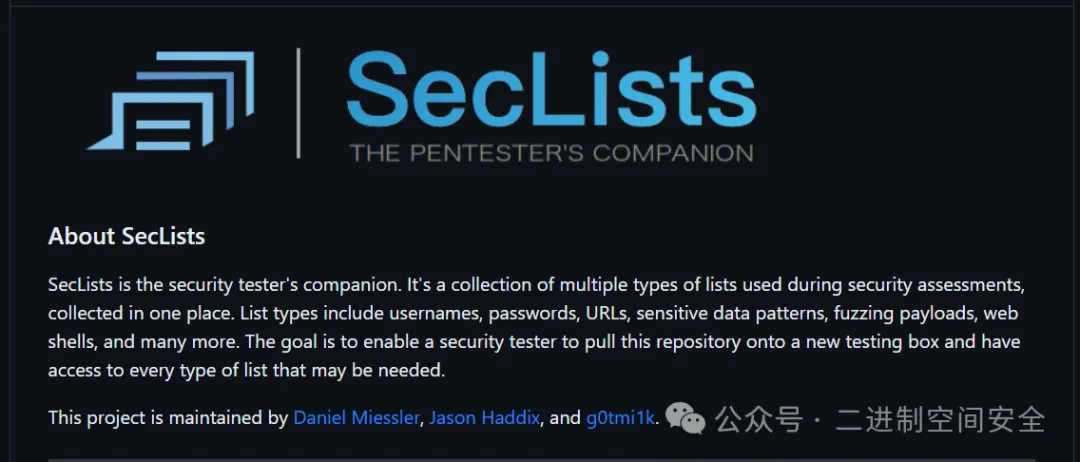 SecLists
THE PENTESTER'S COMPANION
About SecLists
SecLists is the security tester's companion. It's a collection of multiple types of lists used during security assessments,
collected in one place. List types include usernames, passwords, URLs, sensitive data patterns, fuzzing payloads, web
shells, and many more. The goal is to enable a security tester to pull this repository onto a new testing box and have
access to every type of list that may be needed.
This project is maintained by Daniel Miessler, Jason Haddix, and g0tmi1k. 公众号 · 二进制空间安全